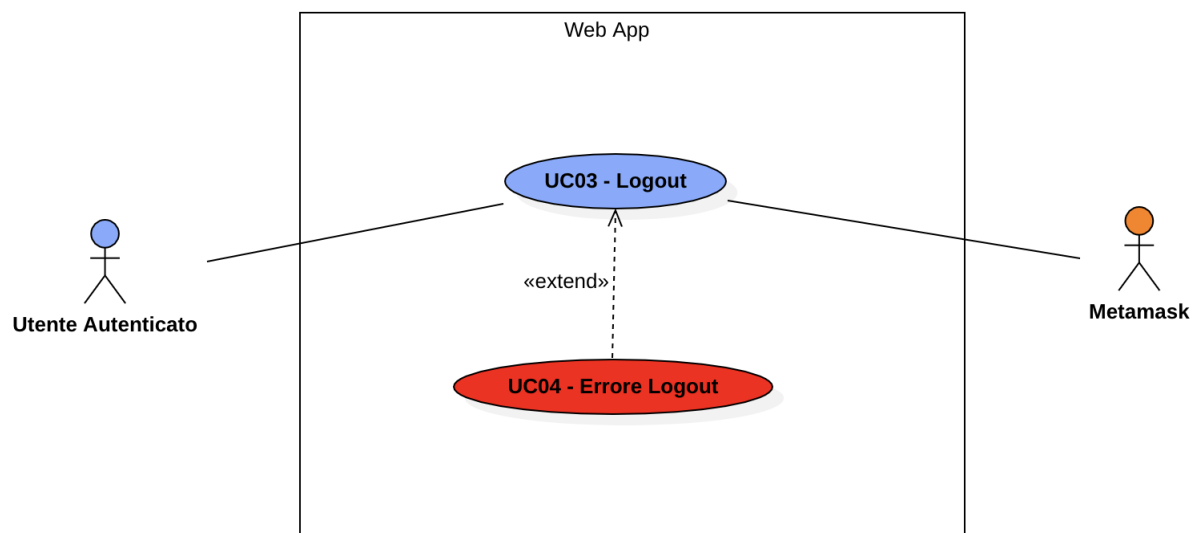 Web App
UC03 - Logout
«extend»
Utente Autenticato
Metamask
UC04 - Errore Logout